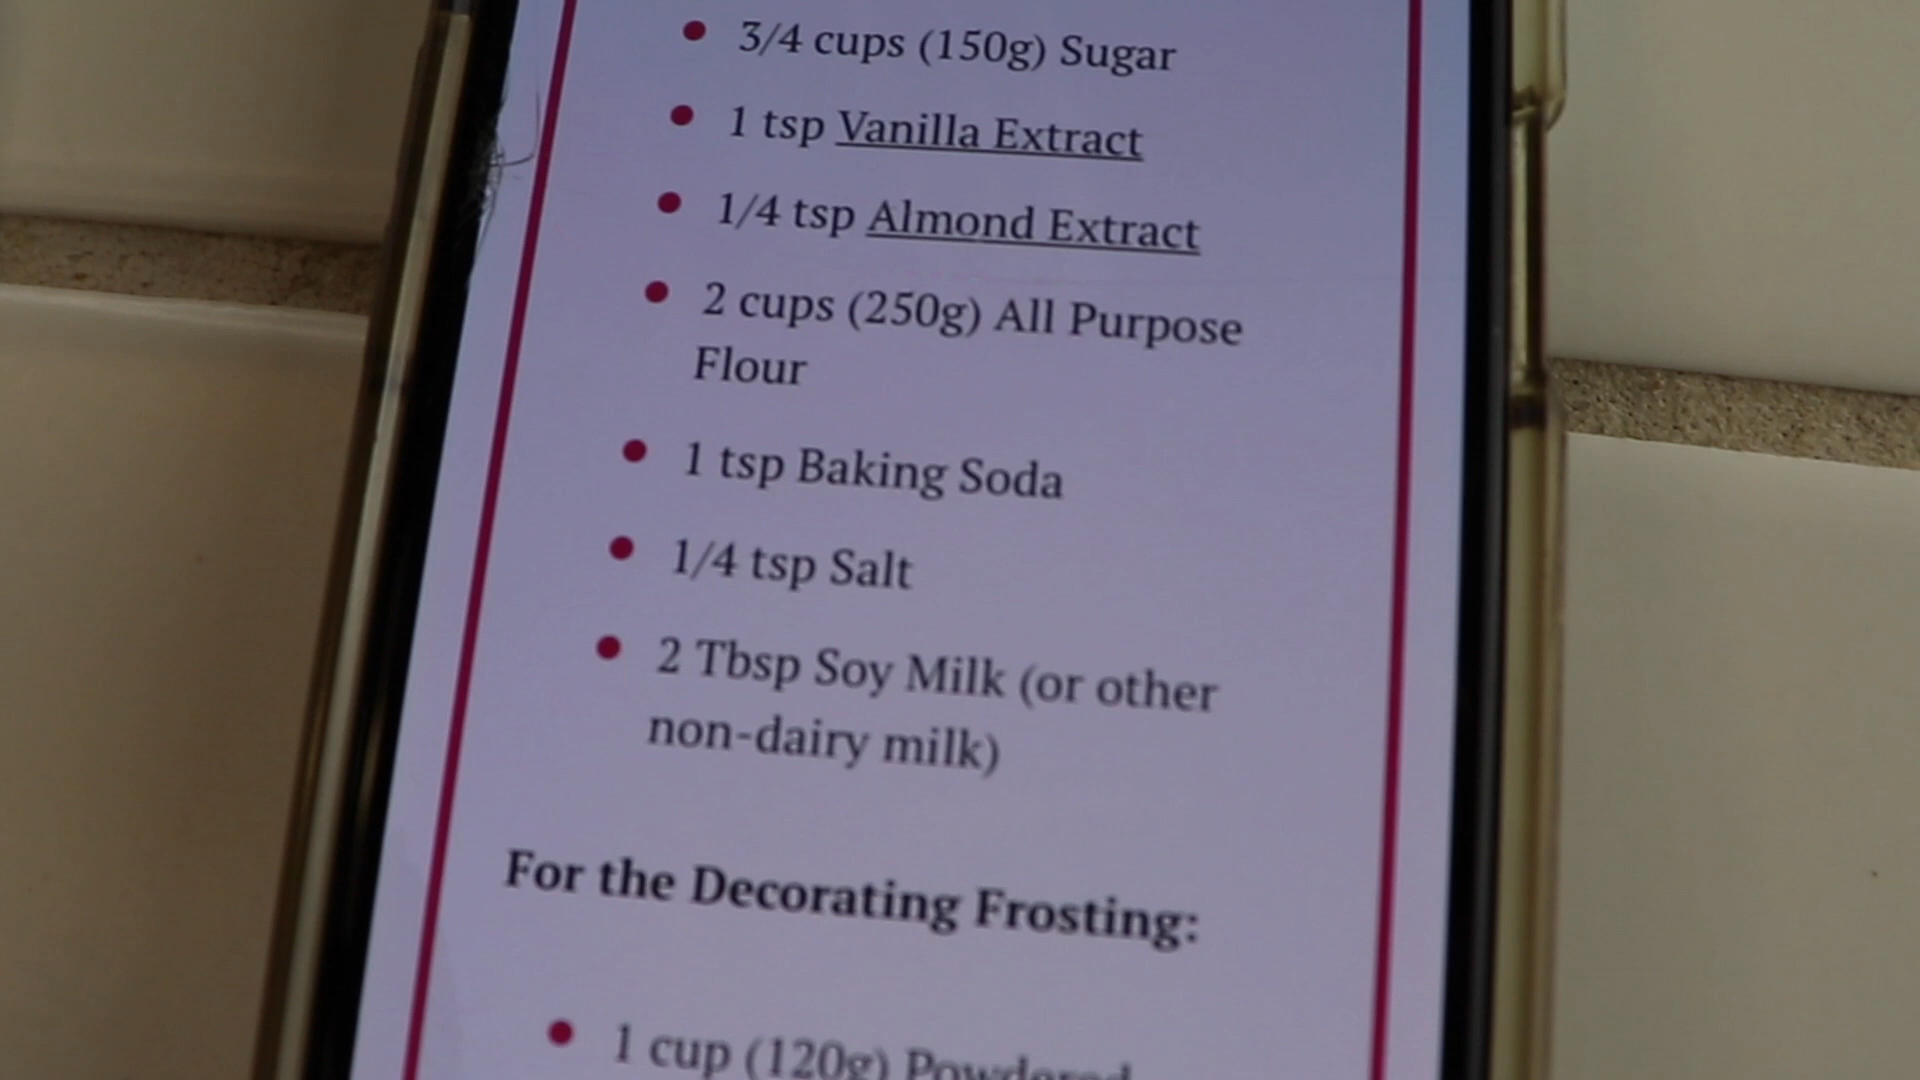 3/4 cups (150g) Sugar
1 tsp Vanilla Extract
1/4 tsp Almond Extract
2 cups (250g) All Purpose
Flour
1 tsp Baking Soda
1/4 tsp Salt
2 Tbsp Soy Milk (or other
non-dairy milk)
For the Decorating Frosting:
1 cup (120g) Powdered